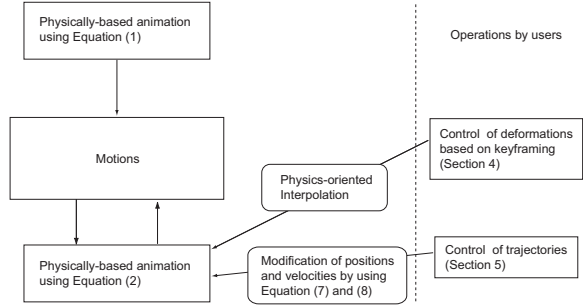 Physically-based animation
using Equation (1)
Operations by users
Motions
Control of deformations
based on keyframing
(Section 4)
Physics-oriented
Interpolation
Physically-based animation
using Equation (2)
Modification of positions
and velocities by using
Equation (7) and (8)
Control of trajectories
(Section 5)